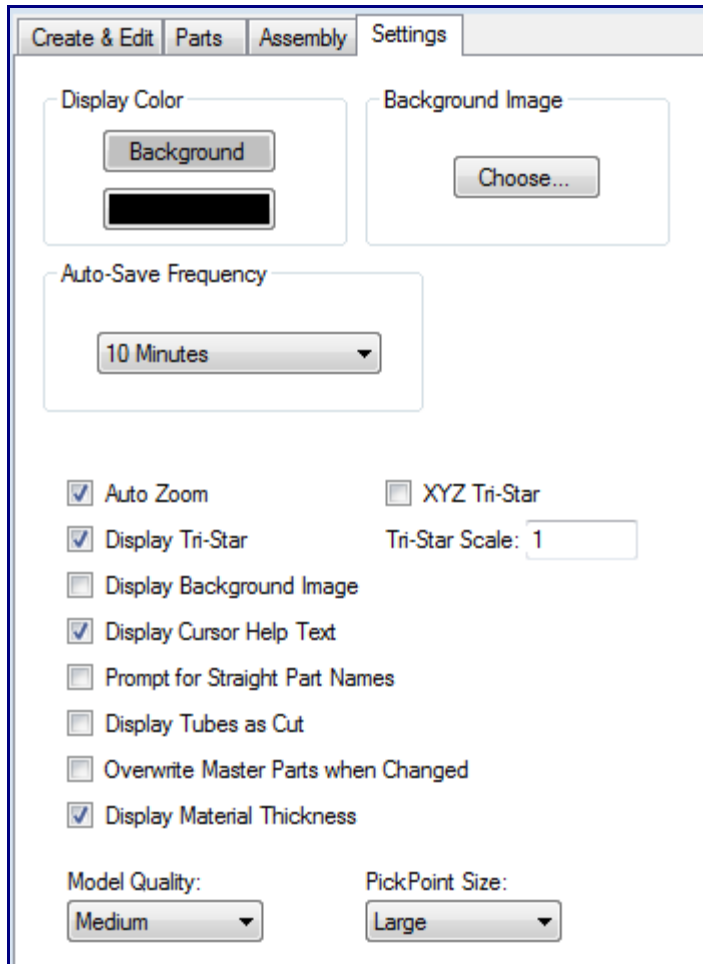 Create & Edit Parts Assembly Settings
Display Color Background Image
Background
Choose...
Auto-Save Frequency
10 Minutes
Auto Zoom XYZ Tri-Star
Display Tri-Star Tri-Star Scale: 1
Display Background Image
Display Cursor Help Text
Prompt for Straight Part Names
Display Tubes as Cut
Overwrite Master Parts when Changed
Display Material Thickness
Model Quality: PickPoint Size:
Medium Large